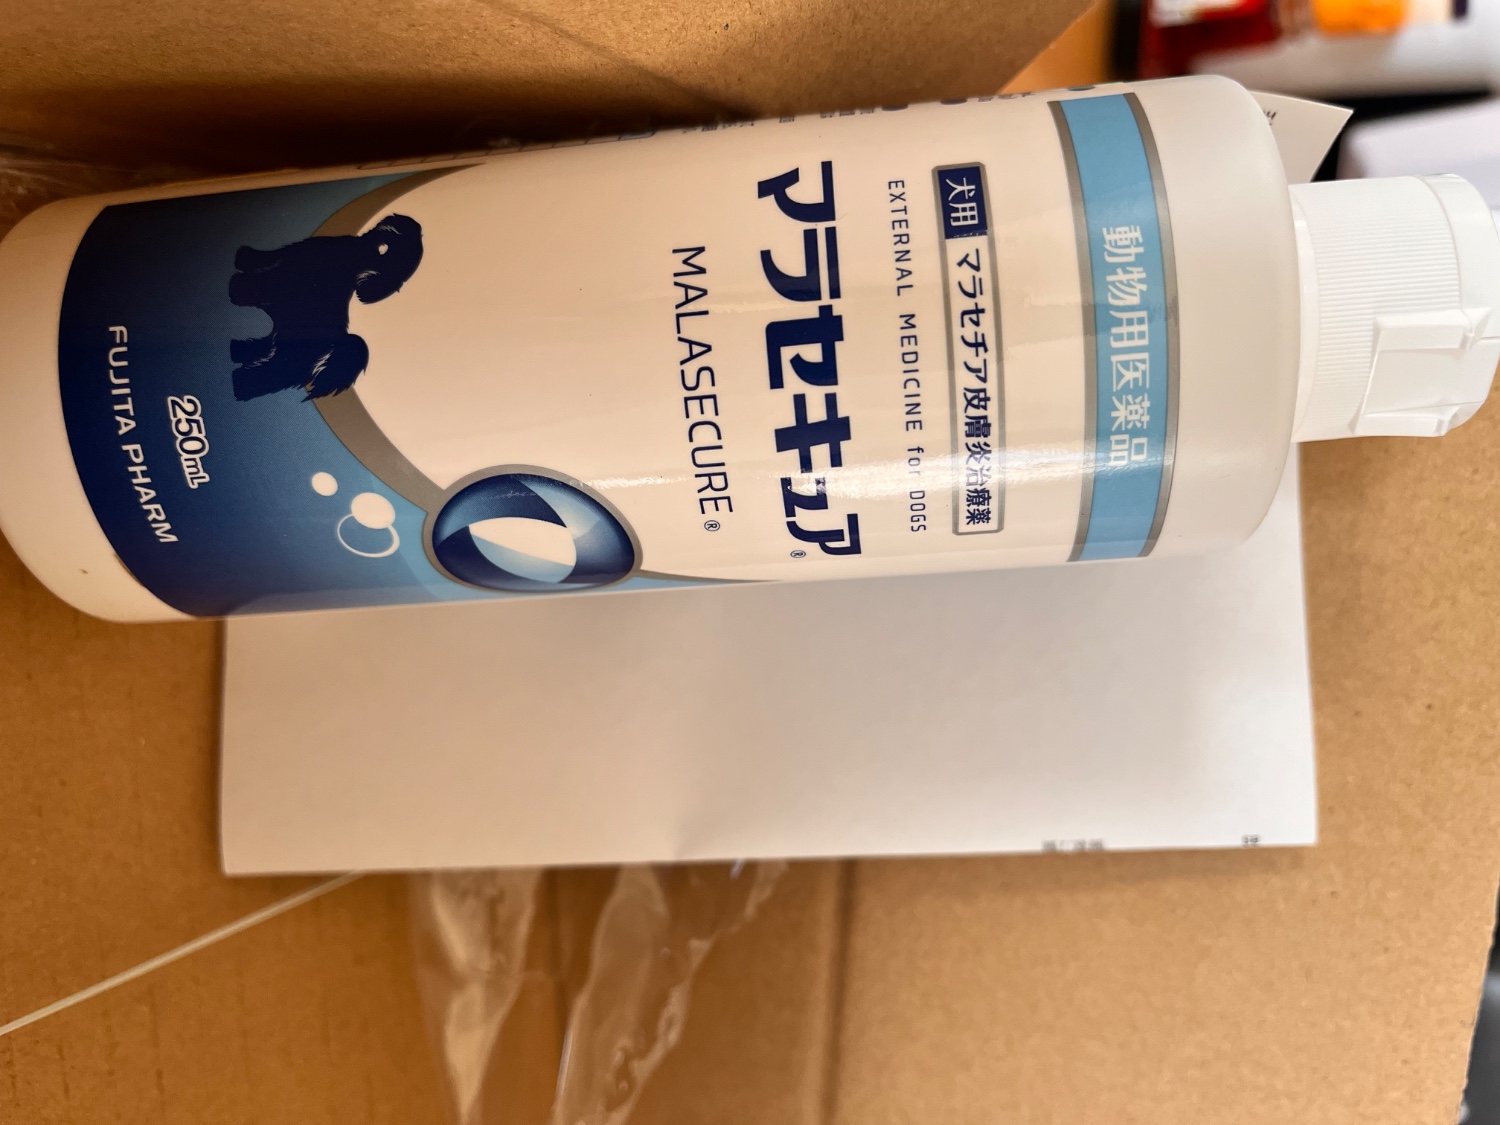 動物用医薬品
犬用 マラセチア皮膚炎治療薬
EXTERNAL MEDICINE for DOGS
マラセキュア®
MALASECURE®
250mL
FUJITA PHARM